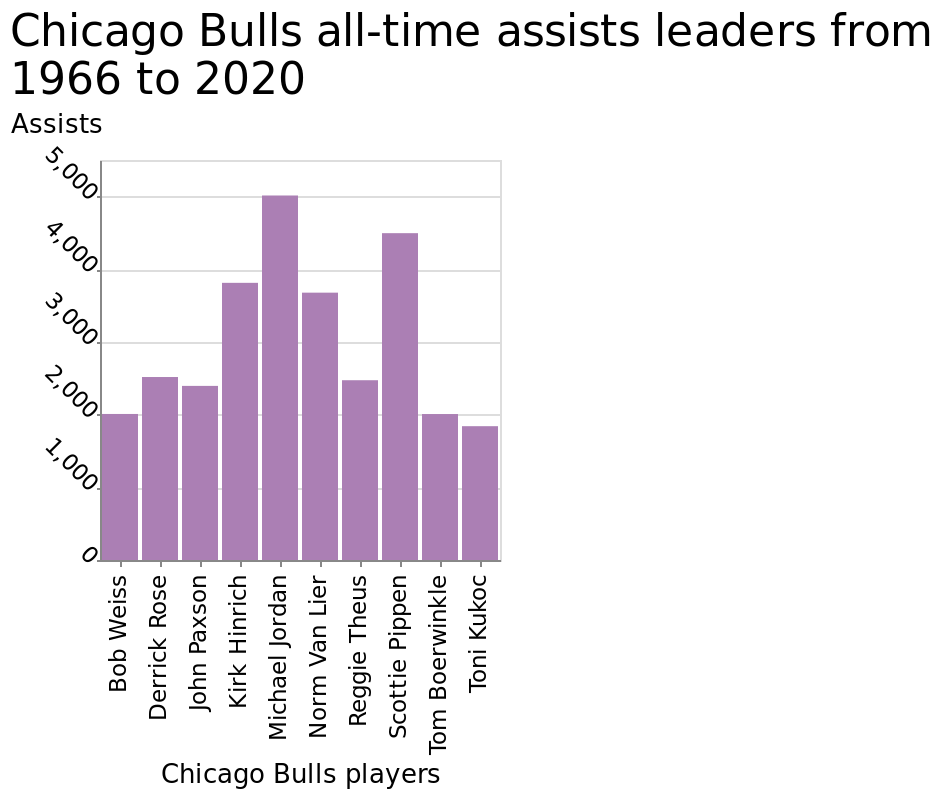 Chicago Bulls all-time assists leaders from
1966 to 2020
Assists
5,000
4,000
3,000
2,000
1,000
0
Bob Weiss
Derrick Rose
John Paxson
Kirk Hinrich
Michael Jordan
Norm Van Lier
Reggie Theus
Scottie Pippen
Tom Boerwinkle
Toni Kukoc
Chicago Bulls players